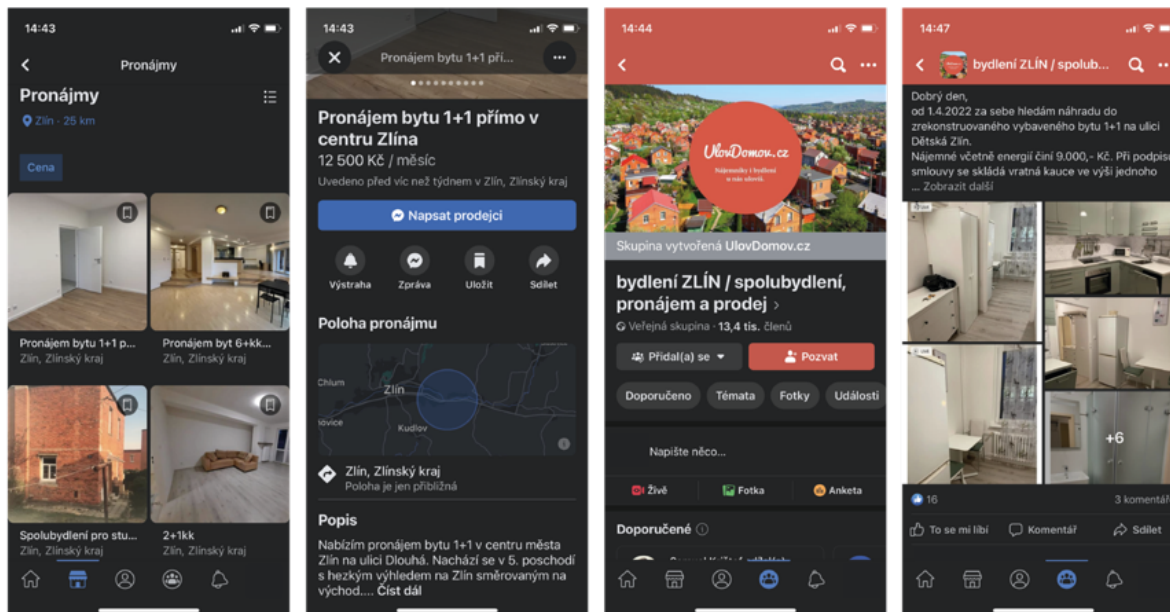 14:43
Pronájmy
Pronájmy
Zlín · 25 km
Cena
Pronájem bytu 1+1 p...
Zlín, Zlínský kraj
Pronájem byt 6+kk...
Zlín, Zlínský kraj
Spolubydlení pro stu...
Zlín, Zlínský kraj
2+1kk
Zlín, Zlínský kraj
14:43
Pronájem bytu 1+1 pří...
Pronájem bytu 1+1 přímo v
centru Zlína
12 500 Kč / měsíc
Uvedeno před víc než týdnem v Zlín, Zlínský kraj
Napsat prodejci
Výstraha
Zpráva
Uložit
Sdílet
Poloha pronájmu
Chlum
Zlín
Kudlov
Zlín, Zlínský kraj
Poloha je jen přibližná
Popis
Nabízím pronájem bytu 1+1 v centru města
Zlín na ulici Dlouhá. Nachází se v 5. poschodí
s hezkým výhledem na Zlín směrovaným na
východ.... Číst dál
14:44
UlovDomov.cz
Nájemníky i bydlení
u nás ulovíš.
Skupina vytvořená UlovDomov.cz
bydlení ZLÍN / spolubydlení,
pronájem a prodej
Veřejná skupina · 13,4 tis. členů
Přidal(a) se
Pozvat
Doporučeno
Témata
Fotky
Události
Napište něco...
Živě
Fotka
Anketa
Doporučené
14:47
bydlení ZLÍN / spolub...
Dobrý den,
od 1.4.2022 za sebe hledám náhradu do
zrekonstruovaného vybaveného bytu 1+1 na ulici
Dětská Zlín.
Nájemné včetně energií činí 9.000,- Kč. Při podpisu
smlouvy se skládá vratná kauce ve výši jednoho
... Zobrazit další
+6
16
3 komentáře
To se mi líbí
Komentář
Sdílet